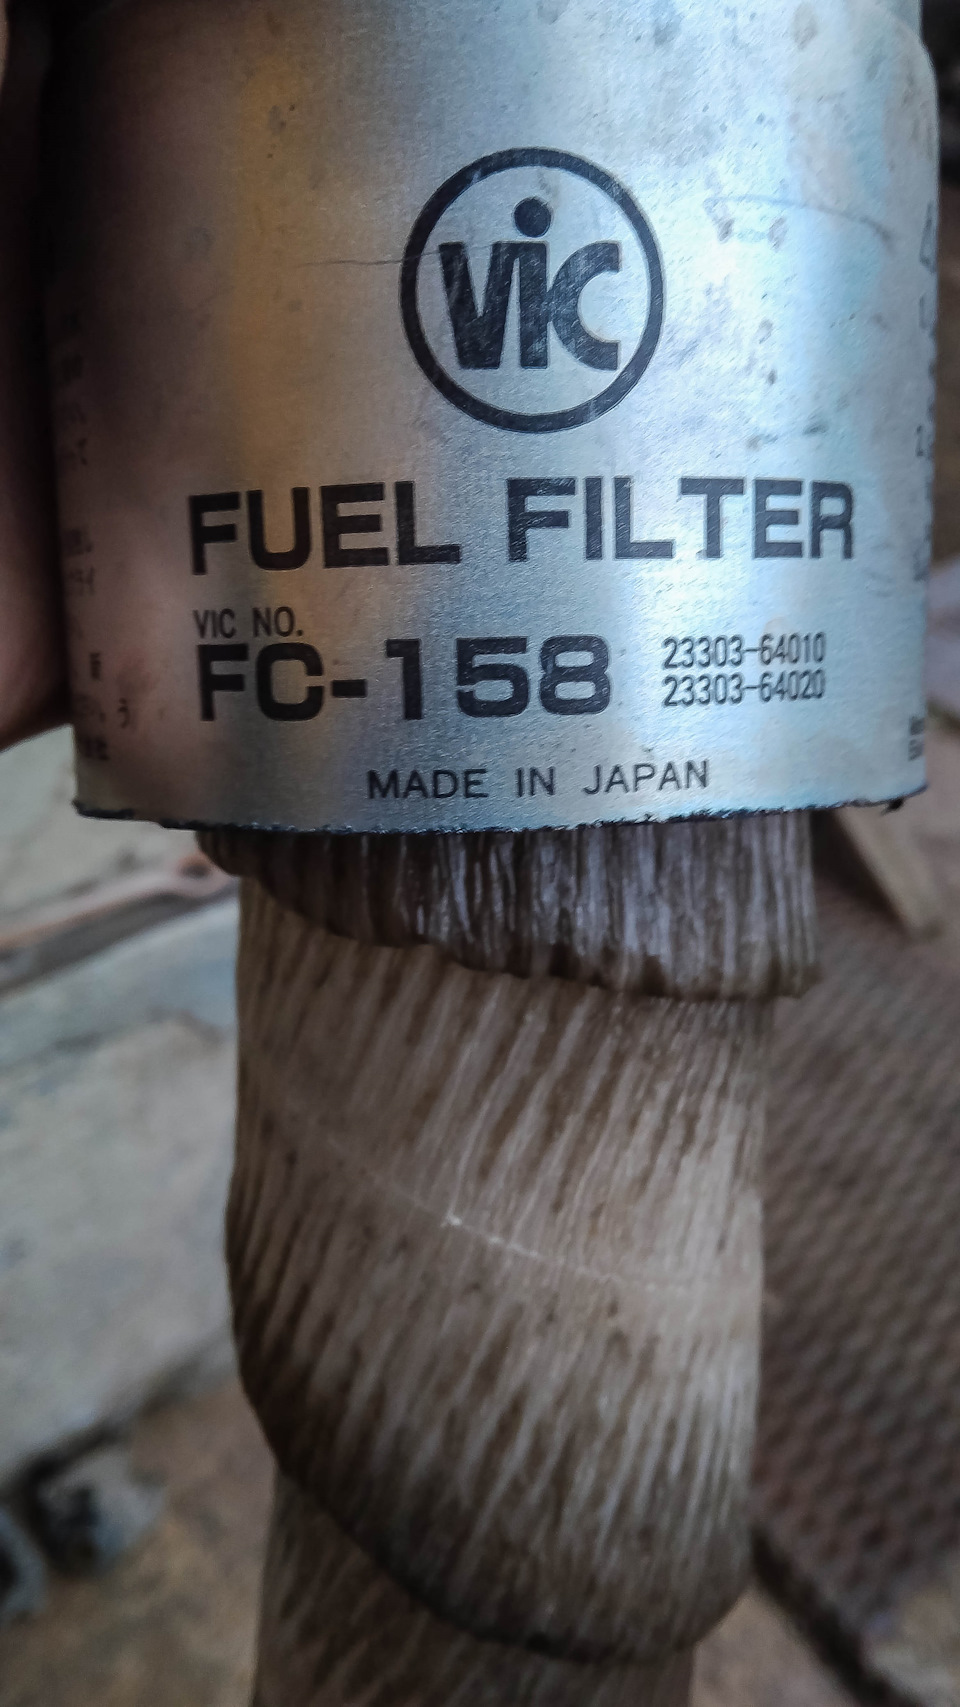 vic
FUEL FILTER
VIC NO.
FC-158
23303-64010
23303-64020
MADE IN JAPAN